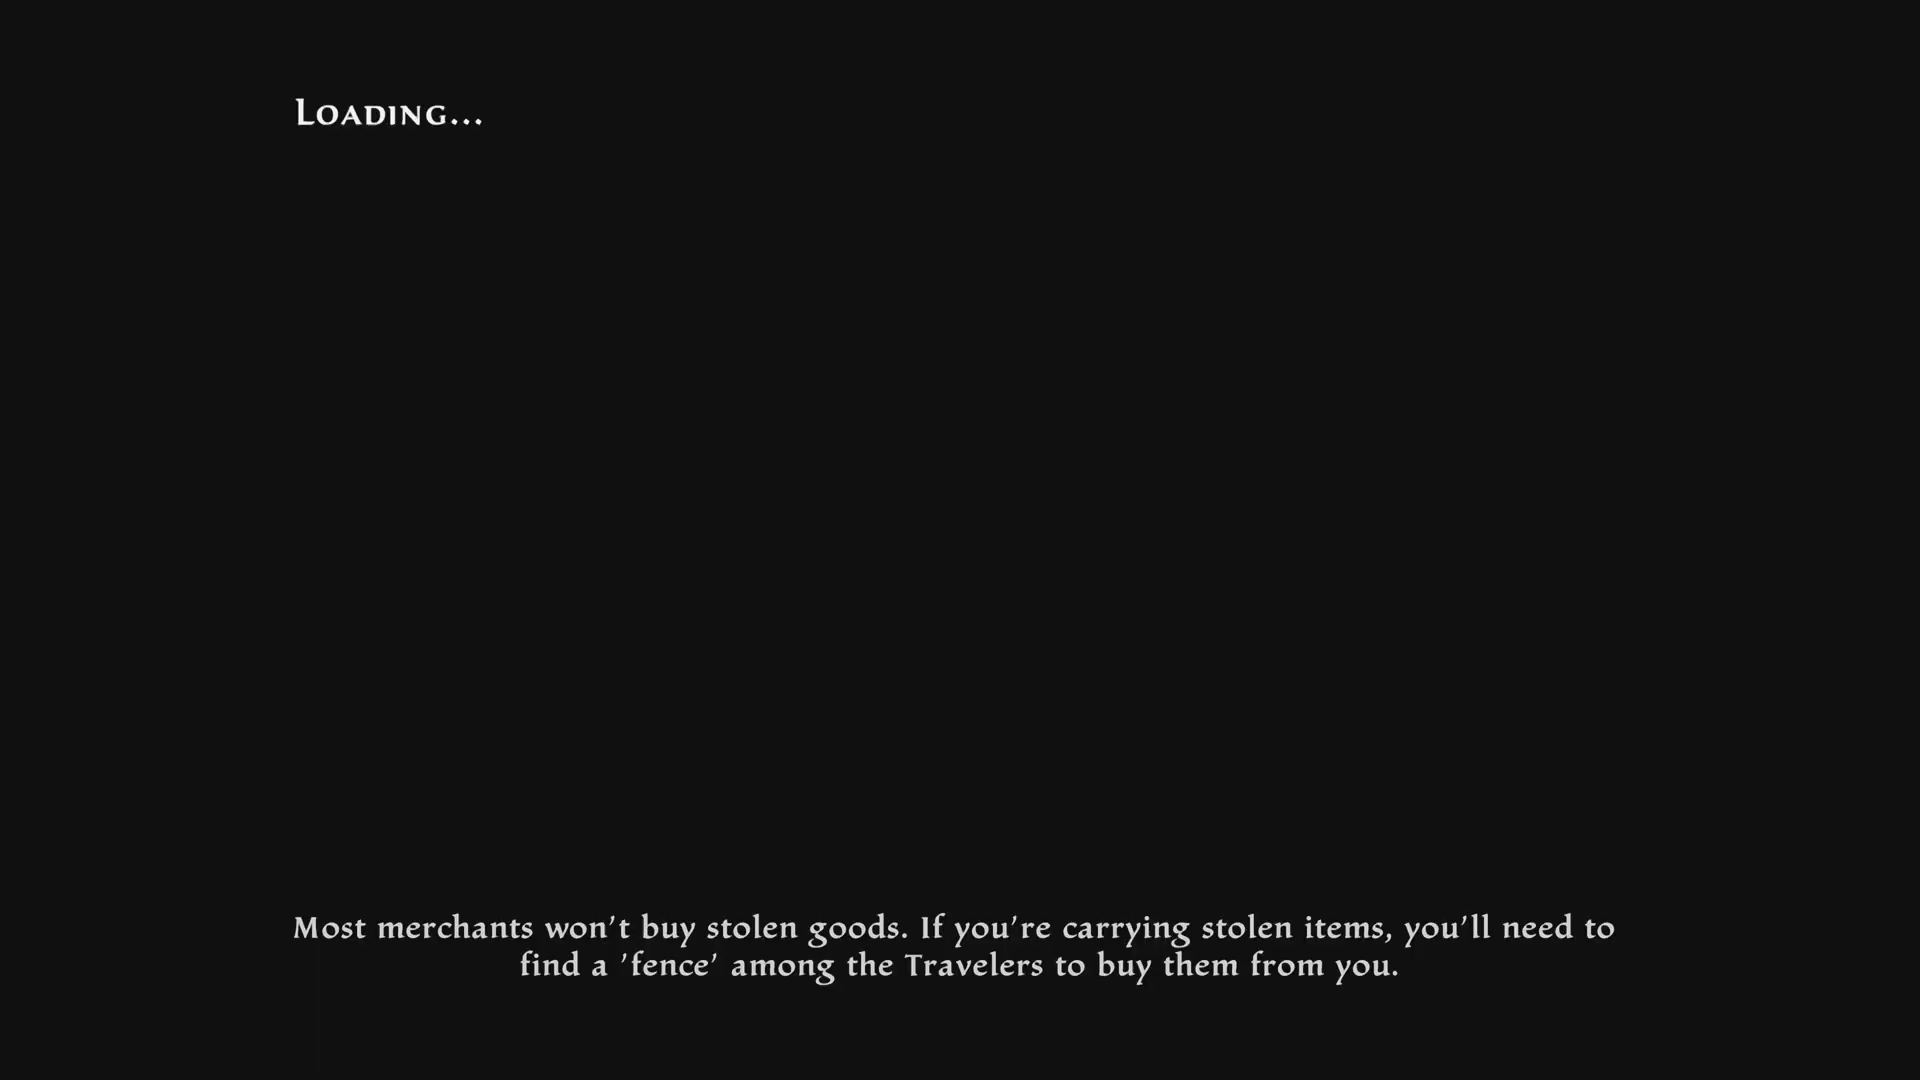 Loading...
Most merchants won't buy stolen goods. If you're carrying stolen items, you'll need to
find a 'fence' among the Travelers to buy them from you.